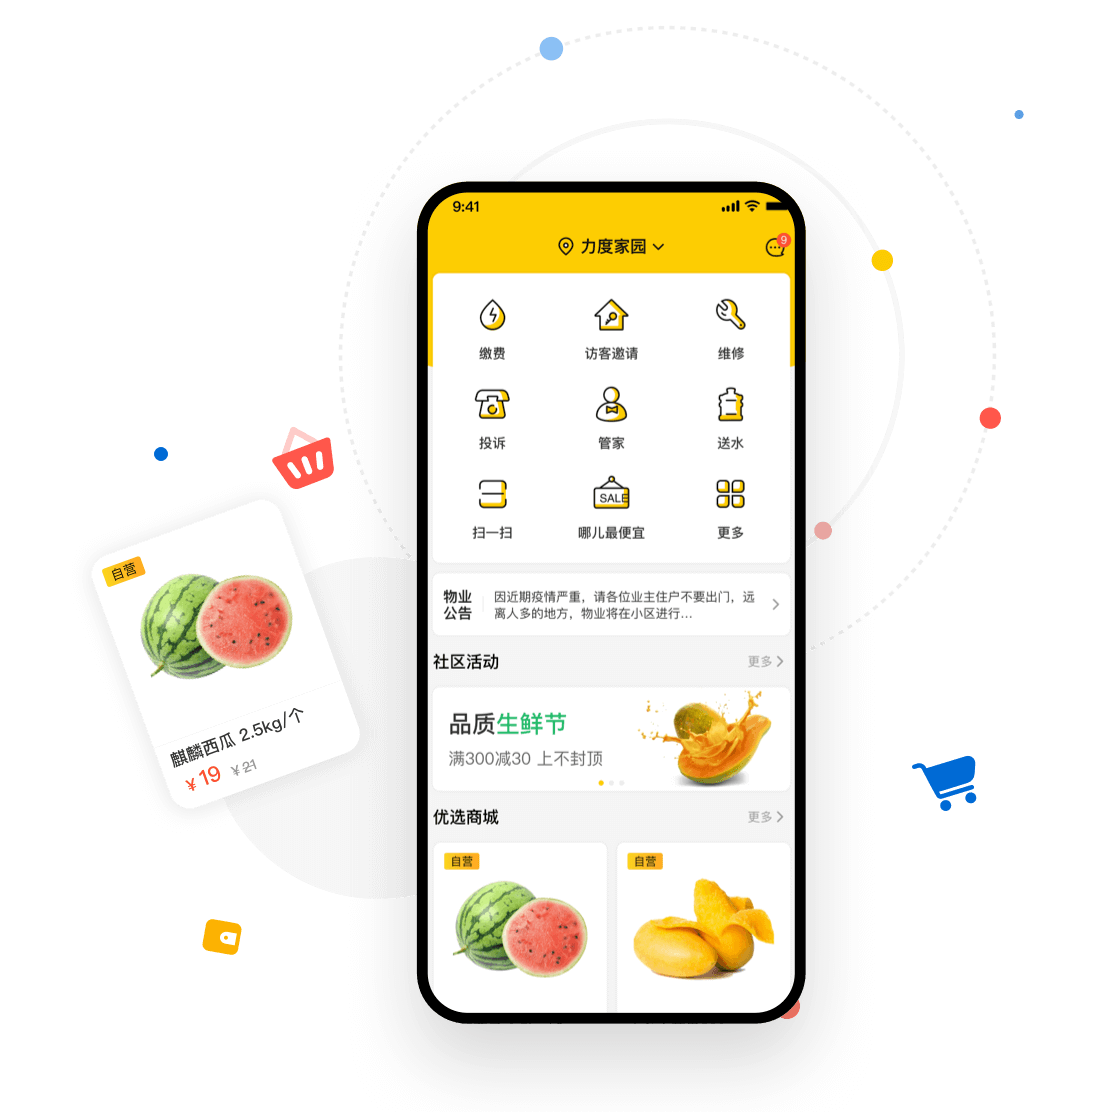 9:41
力度家园
9
缴费
访客邀请
维修
投诉
管家
送水
扫一扫
SALE
哪儿最便宜
更多
物业
公告
因近期疫情严重，请各位业主住户不要出门，远
离人多的地方，物业将在小区进行...
社区活动
更多
品质生鲜节
满300减30 上不封顶
优选商城
更多
自营
自营
自营
麒麟西瓜 2.5kg/个
¥19 ¥21